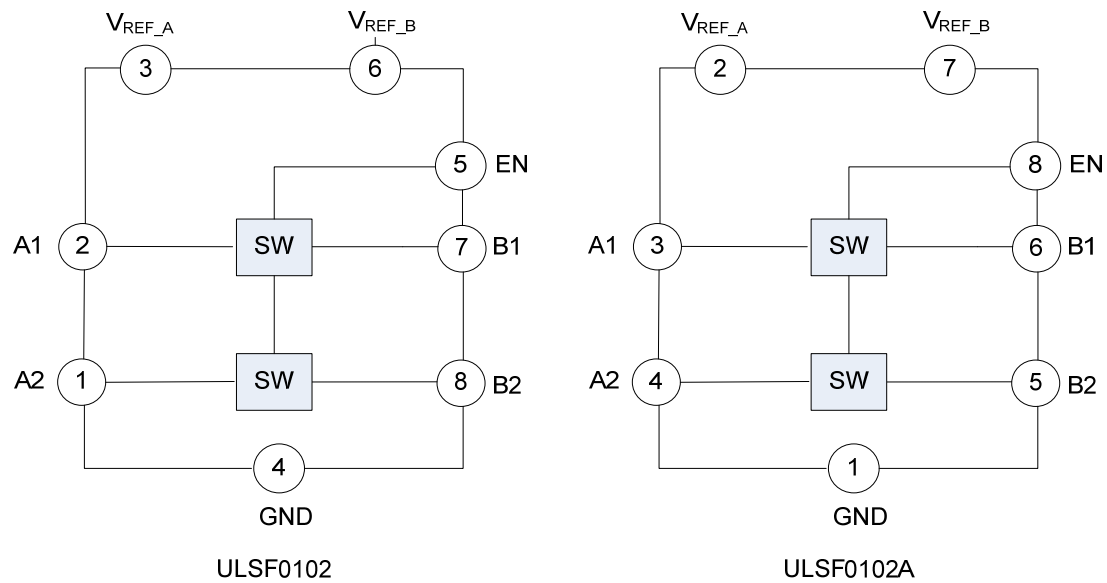 VREF_A VREF_B
3 6
5 EN
A1 2 SW 7 B1
A2 1 SW 8 B2
4
GND
ULSF0102
VREF_A VREF_B
2 7
8 EN
A1 3 SW 6 B1
A2 4 SW 5 B2
1
GND
ULSF0102A